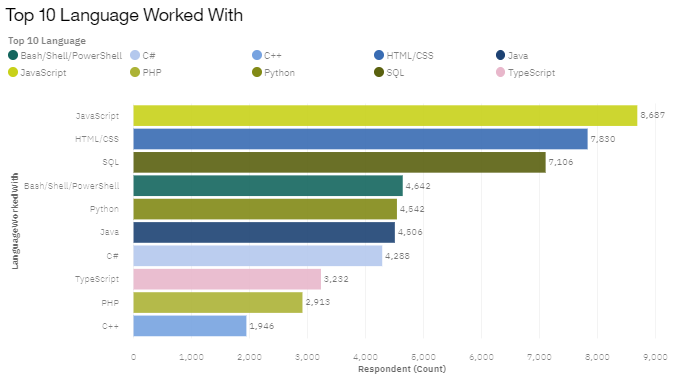 Top 10 Language Worked With
Top 10 Language
Bash/Shell/PowerShell C# C++ HTML/CSS Java
JavaScript PHP Python SQL TypeScript
LanguageWorkedWith
JavaScript 8,687
HTML/CSS 7,830
SQL 7,106
Bash/Shell/PowerShell 4,642
Python 4,542
Java 4,506
C# 4,288
TypeScript 3,232
PHP 2,913
C++ 1,946
0 1,000 2,000 3,000 4,000 5,000 6,000 7,000 8,000 9,000
Respondent (Count)